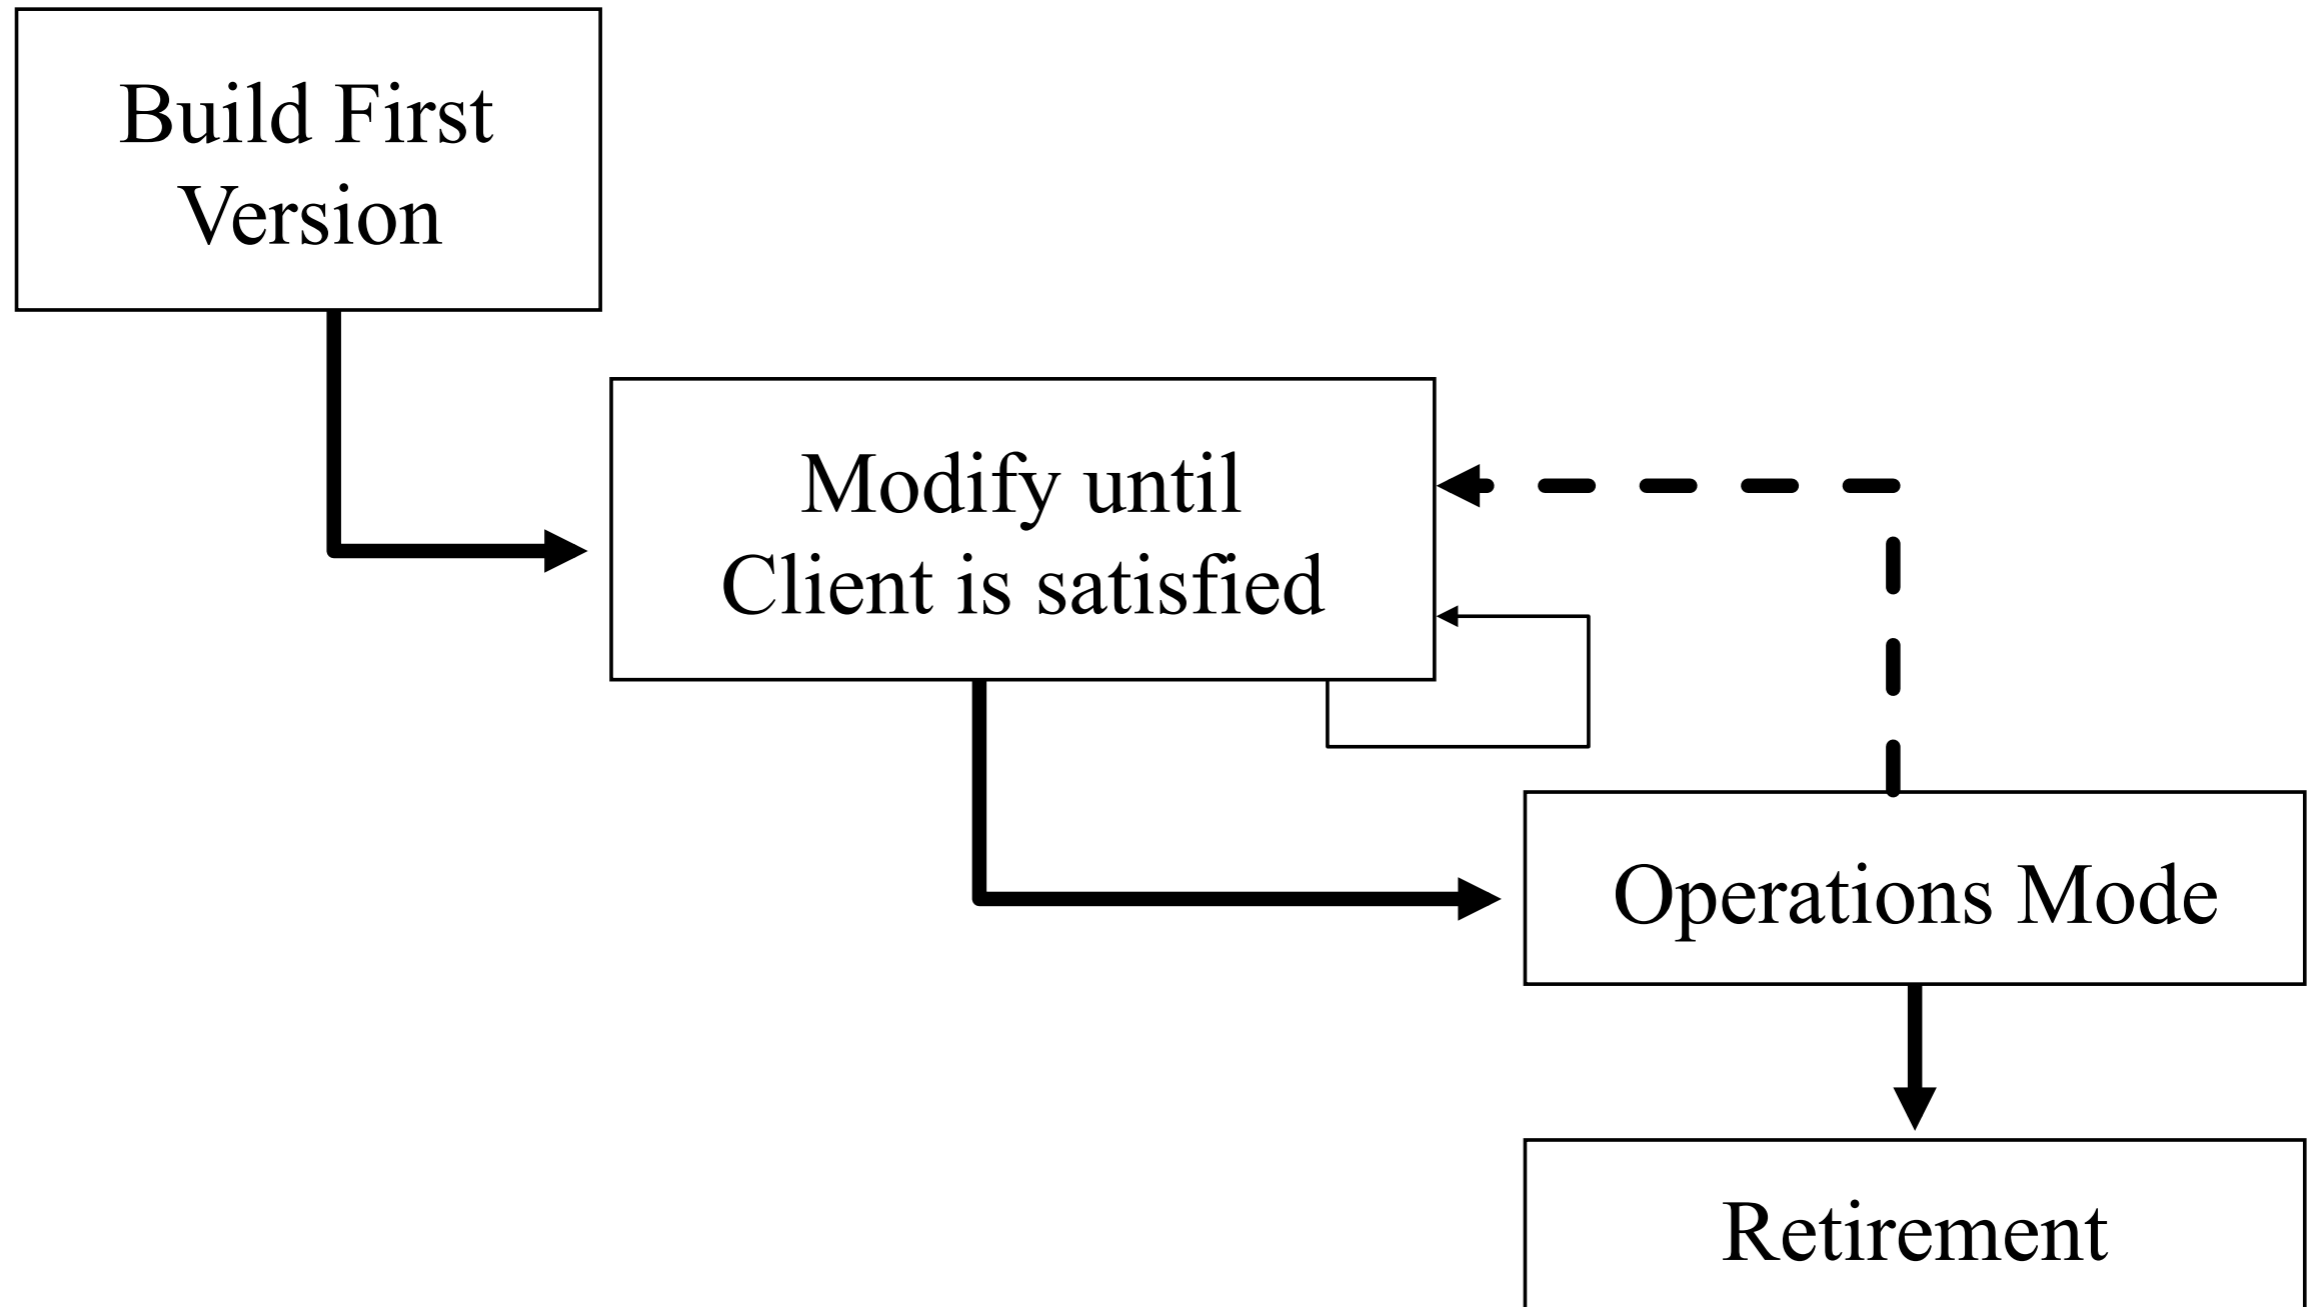 Build First
Version
Modify until
Client is satisfied
Operations Mode
Retirement